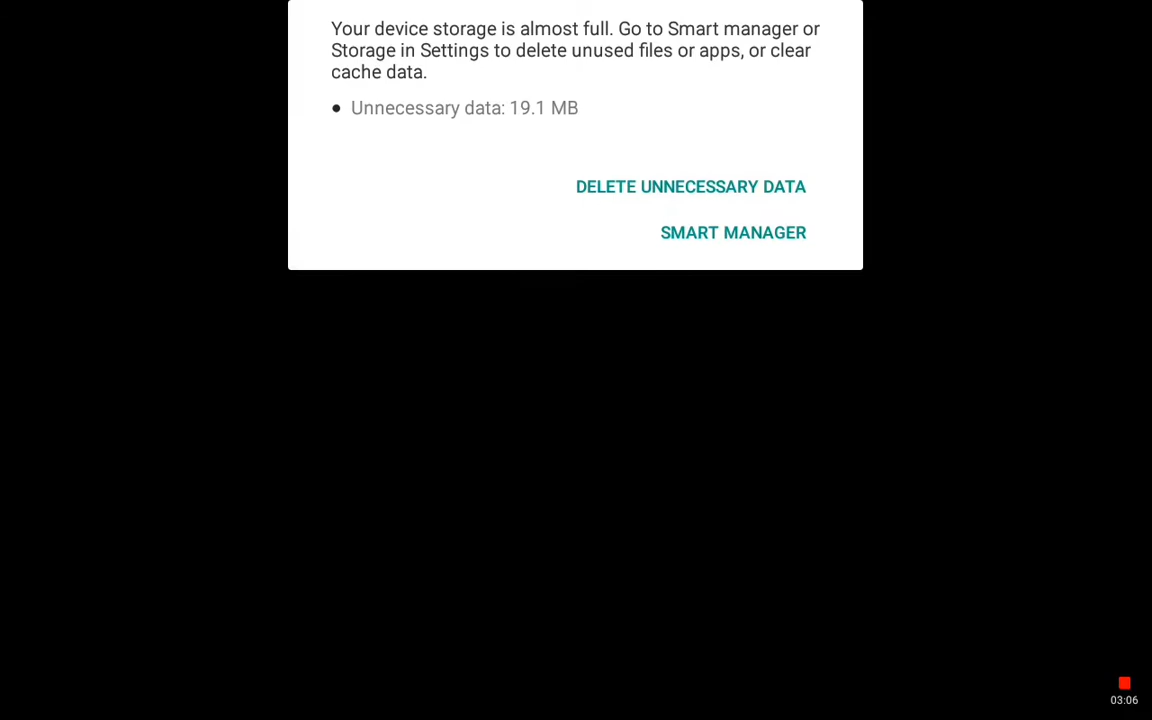 Your device storage is almost full. Go to Smart manager or
Storage in Settings to delete unused files or apps, or clear
cache data.
● Unnecessary data: 19.1 MB
DELETE UNNECESSARY DATA
SMART MANAGER
03:06